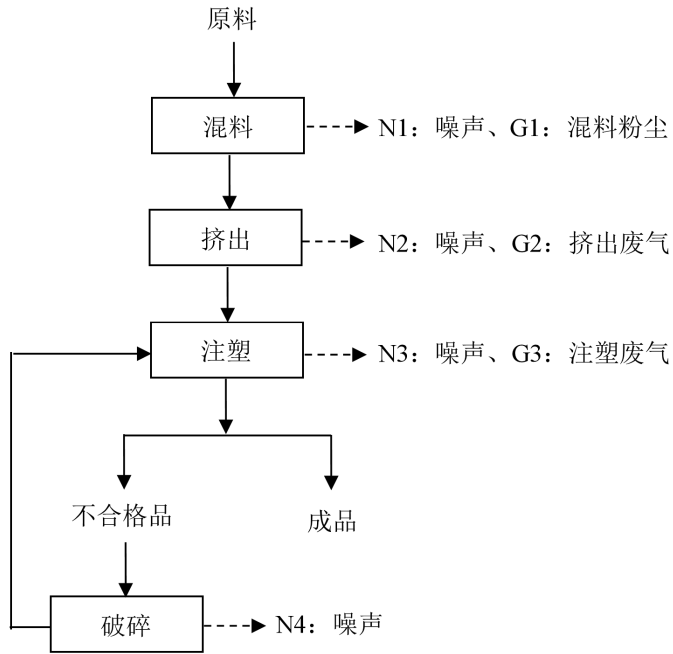 原料
混料
N1：噪声、G1：混料粉尘
挤出
N2：噪声、G2：挤出废气
注塑
N3：噪声、G3：注塑废气
不合格品
成品
破碎
N4：噪声